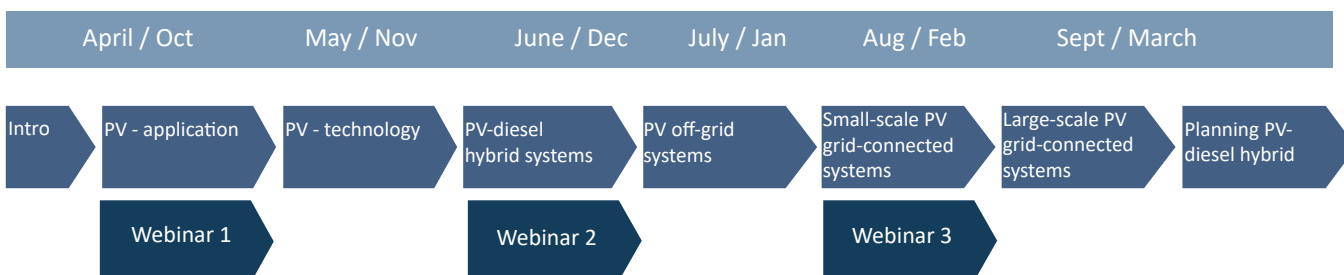 April / Oct
May / Nov
June / Dec
July / Jan
Aug / Feb
Sept / March
Intro
PV - application
PV - technology
PV-diesel
hybrid systems
PV off-grid
systems
Small-scale PV
grid-connected
systems
Large-scale PV
grid-connected
systems
Planning PV-
diesel hybrid
Webinar 1
Webinar 2
Webinar 3